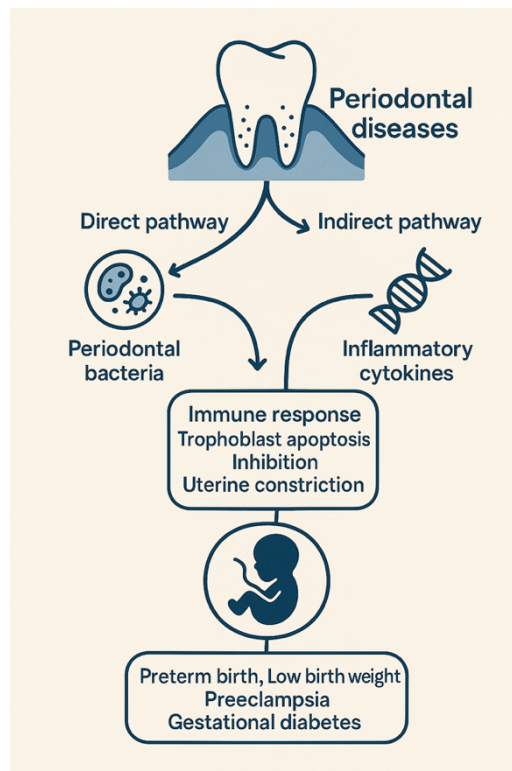 Periodontal
diseases
Direct pathway
Indirect pathway
Periodontal
bacteria
Inflammatory
cytokines
Immune response
Trophoblast apoptosis
Inhibition
Uterine constriction
Preterm birth, Low birth weight
Preeclampsia
Gestational diabetes